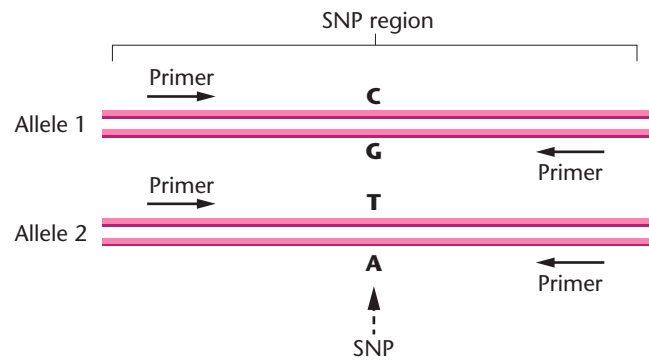 SNP region
Primer
C
Allele 1
G
Primer
Primer
T
Allele 2
A
Primer
SNP